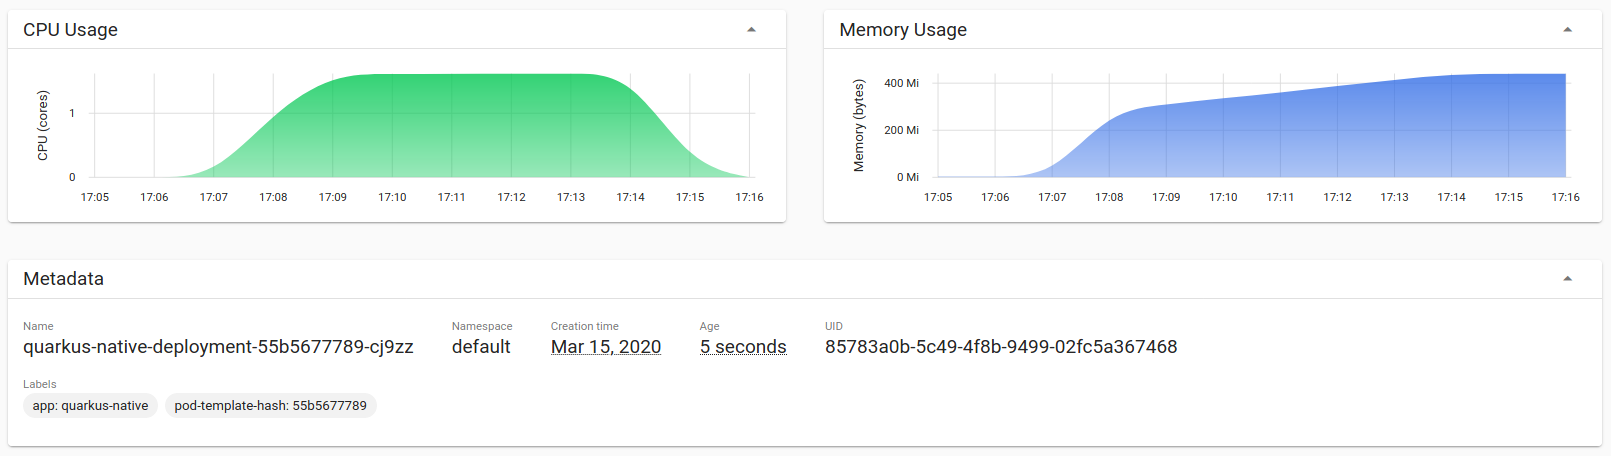 CPU Usage
CPU (cores)
1
0
17:05 17:06 17:07 17:08 17:09 17:10 17:11 17:12 17:13 17:14 17:15 17:16
Memory Usage
Memory (bytes)
400 Mi
200 Mi
0 Mi
17:05 17:06 17:07 17:08 17:09 17:10 17:11 17:12 17:13 17:14 17:15 17:16
Metadata
Name Namespace Creation time Age UID
quarkus-native-deployment-55b5677789-cj9zz default Mar 15, 2020 5 seconds 85783a0b-5c49-4f8b-9499-02fc5a367468
Labels
app: quarkus-native pod-template-hash: 55b5677789